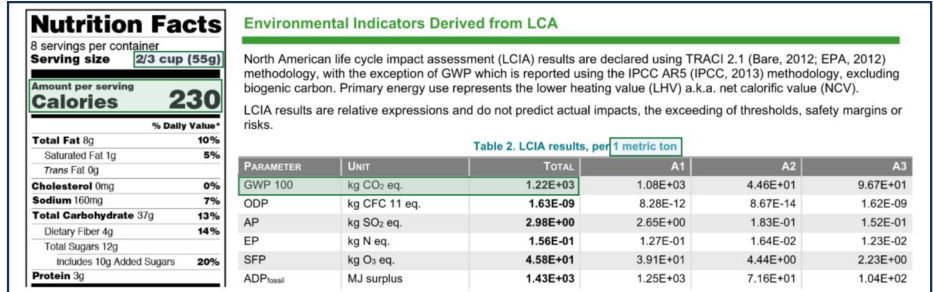 Nutrition Facts
8 servings per container
Serving size 2/3 cup (55g)
Amount per serving
Calories 230
% Daily Value*
Total Fat 8g 10%
Saturated Fat 1g 5%
Trans Fat 0g
Cholesterol 0mg 0%
Sodium 160mg 7%
Total Carbohydrate 37g 13%
Dietary Fiber 4g 14%
Total Sugars 12g
Includes 10g Added Sugars 20%
Protein 3g
Environmental Indicators Derived from LCA
North American life cycle impact assessment (LCIA) results are declared using TRACI 2.1 (Bare, 2012; EPA, 2012)
methodology, with the exception of GWP which is reported using the IPCC AR5 (IPCC, 2013) methodology, excluding
biogenic carbon. Primary energy use represents the lower heating value (LHV) a.k.a. net calorific value (NCV).
LCIA results are relative expressions and do not predict actual impacts, the exceeding of thresholds, safety margins or
risks.
Table 2. LCIA results, per 1 metric ton
PARAMETER UNIT TOTAL A1 A2 A3
GWP 100 kg CO₂ eq. 1.22E+03 1.08E+03 4.46E+01 9.67E+01
ODP kg CFC 11 eq. 1.63E-09 8.28E-12 8.67E-14 1.62E-09
AP kg SO₂ eq. 2.98E+00 2.65E+00 1.83E-01 1.52E-01
EP kg N eq. 1.56E-01 1.27E-01 1.64E-02 1.23E-02
SFP kg O₃ eq. 4.58E+01 3.91E+01 4.44E+00 2.23E+00
ADPfossil MJ surplus 1.43E+03 1.25E+03 7.16E+01 1.04E+02